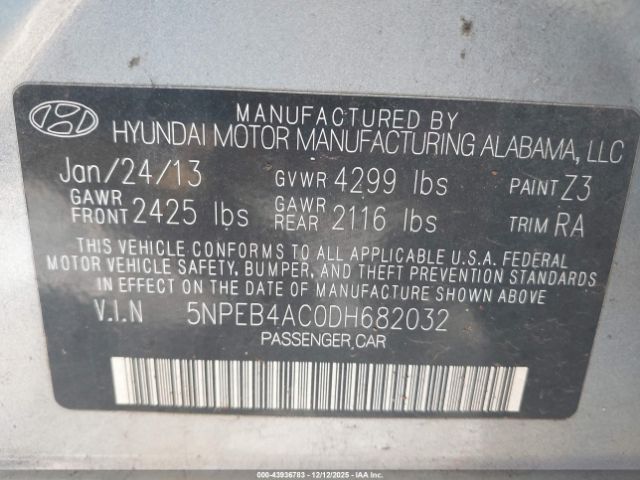 MANUFACTURED BY
HYUNDAI MOTOR MANUFACTURING ALABAMA, LLC
Jan/24/13 GVWR 4299 lbs PAINT Z3
GAWR FRONT 2425 lbs GAWR REAR 2116 lbs TRIM RA
THIS VEHICLE CONFORMS TO ALL APPLICABLE U.S.A. FEDERAL
MOTOR VEHICLE SAFETY, BUMPER, AND THEFT PREVENTION STANDARDS
IN EFFECT ON THE DATE OF MANUFACTURE SHOWN ABOVE
V.I.N 5NPEB4AC0DH682032
PASSENGER CAR
000-43936783 - 12/12/2025 - IAA Inc.